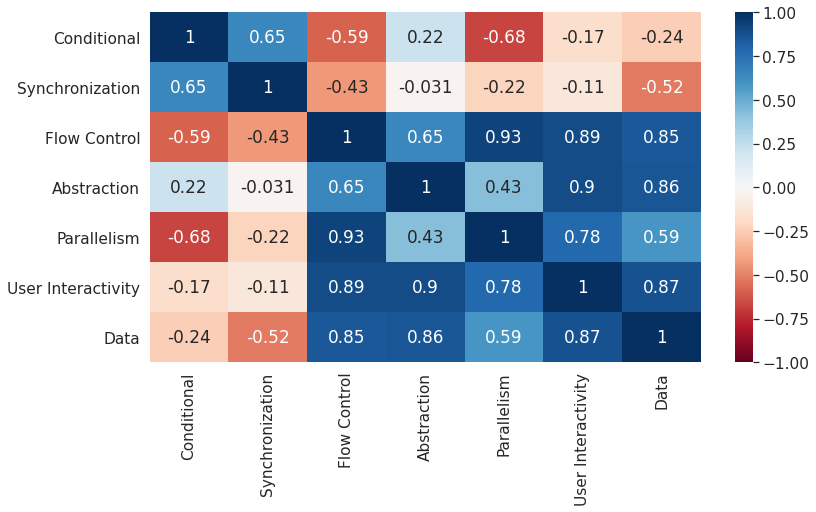 Conditional 1 0.65 -0.59 0.22 -0.68 -0.17 -0.24
Synchronization 0.65 1 -0.43 -0.031 -0.22 -0.11 -0.52
Flow Control -0.59 -0.43 1 0.65 0.93 0.89 0.85
Abstraction 0.22 -0.031 0.65 1 0.43 0.9 0.86
Parallelism -0.68 -0.22 0.93 0.43 1 0.78 0.59
User Interactivity -0.17 -0.11 0.89 0.9 0.78 1 0.87
Data -0.24 -0.52 0.85 0.86 0.59 0.87 1
Conditional
Synchronization
Flow Control
Abstraction
Parallelism
User Interactivity
Data
1.00
0.75
0.50
0.25
0.00
−0.25
−0.50
−0.75
−1.00